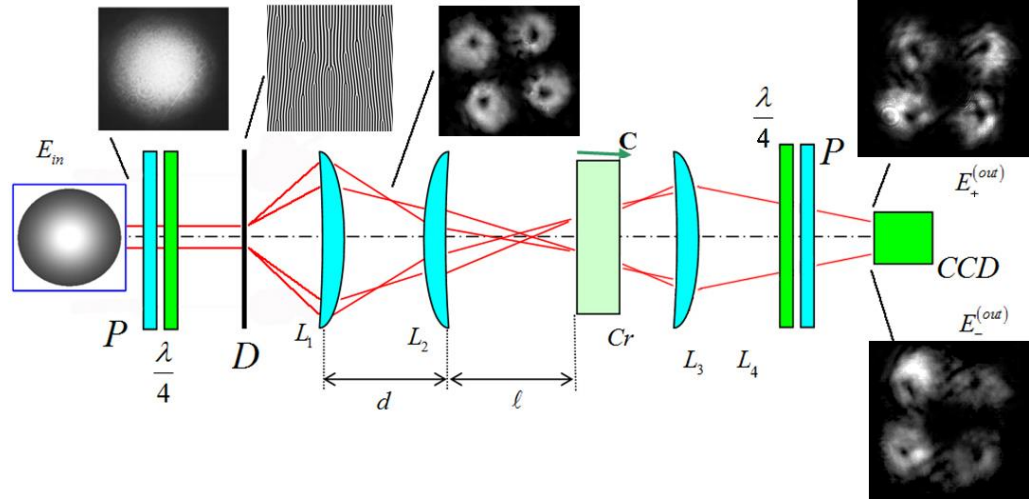 E_in
P
λ/4
D
L_1
d
L_2
ℓ
C
Cr
L_3
L_4
λ/4
P
E_+^(out)
CCD
E_-^(out)